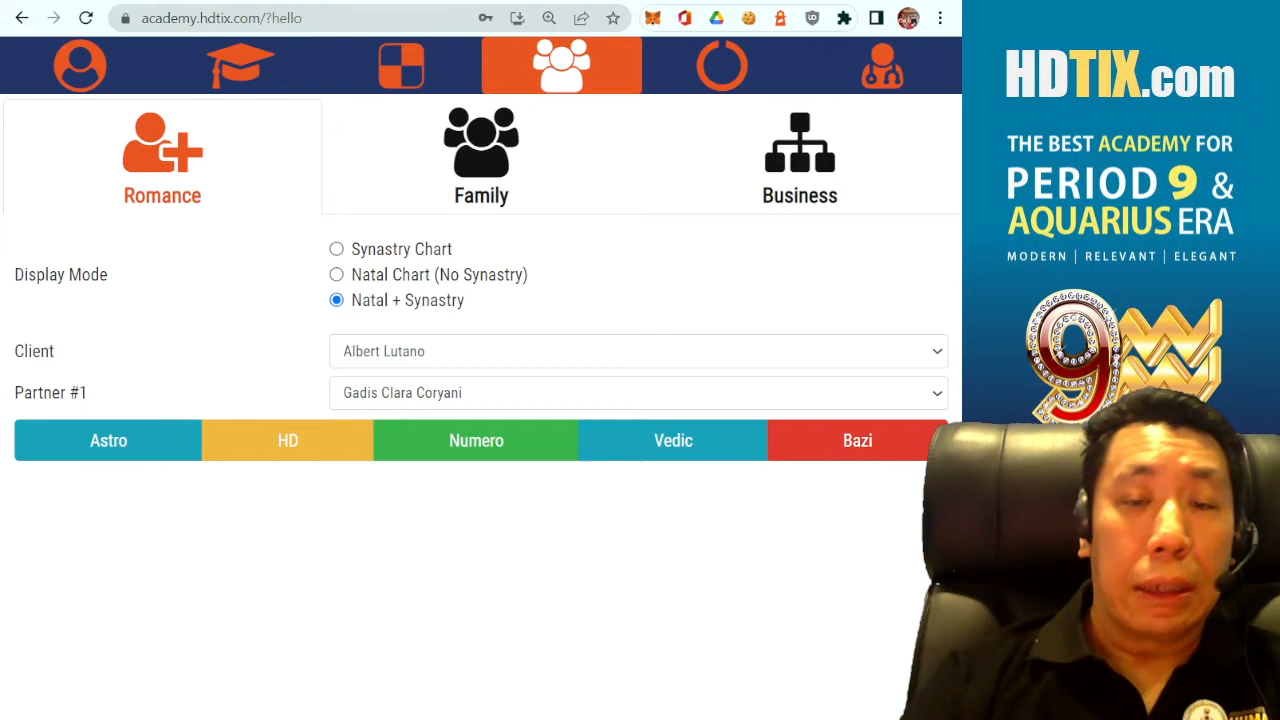 academy.hdtix.com/?hello
Romance
Family
Business
Display Mode
Synastry Chart
Natal Chart (No Synastry)
Natal + Synastry
Client
Albert Lutano
Partner #1
Gadis Clara Coryani
Astro
HD
Numero
Vedic
Bazi
HDTIX.com
THE BEST ACADEMY FOR
PERIOD 9 &
AQUARIUS ERA
MODERN | RELEVANT | ELEGANT
9